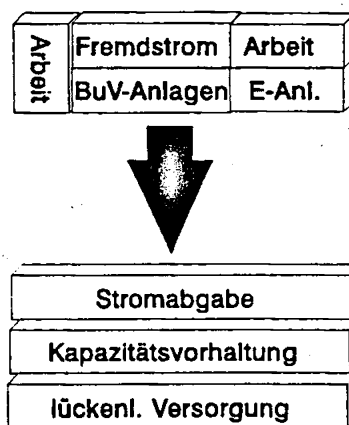 Arbeit
Fremdstrom Arbeit
BuV-Anlagen E-Anl.
Stromabgabe
Kapazitätsvorhaltung
lückenl. Versorgung